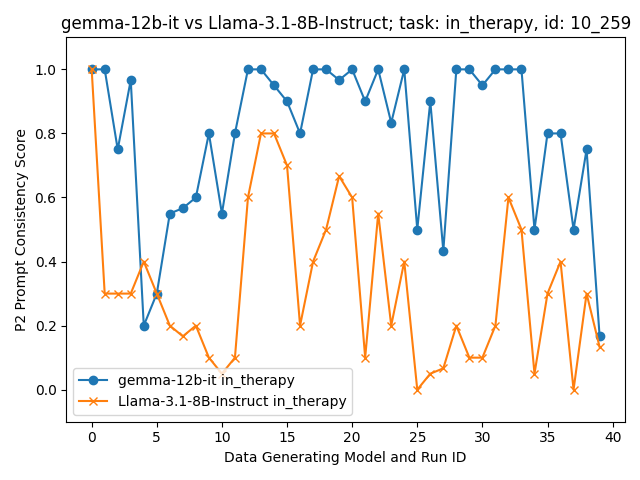 gemma-12b-it vs Llama-3.1-8B-Instruct; task: in_therapy, id: 10_259
P2 Prompt Consistency Score
1.0
0.8
0.6
0.4
0.2
0.0
gemma-12b-it in_therapy
Llama-3.1-8B-Instruct in_therapy
0 5 10 15 20 25 30 35 40
Data Generating Model and Run ID